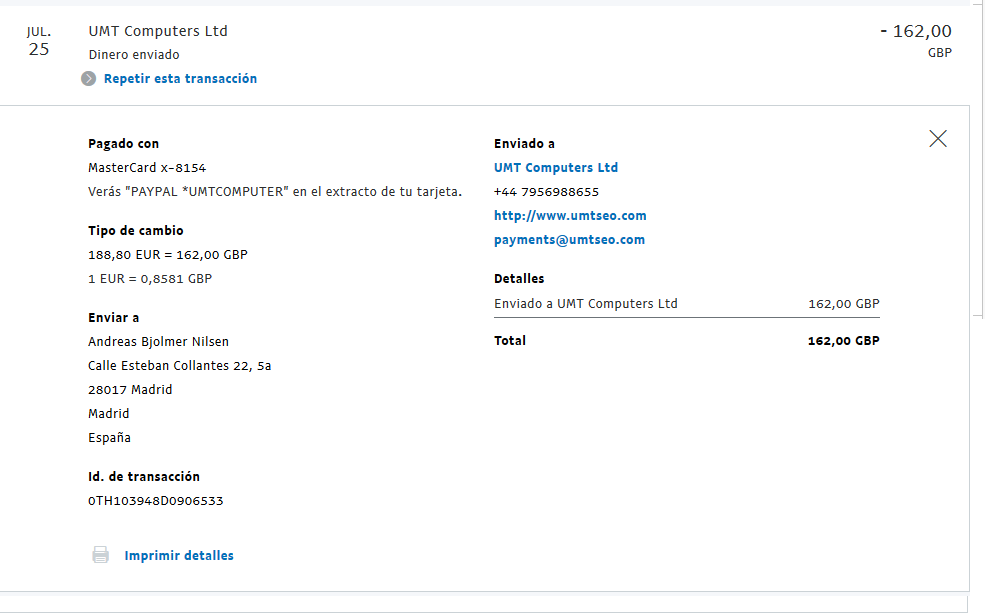 JUL.
25
UMT Computers Ltd
Dinero enviado
Repetir esta transacción
- 162,00
GBP
Pagado con
MasterCard x-8154
Verás "PAYPAL *UMTCOMPUTER" en el extracto de tu tarjeta.
Tipo de cambio
188,80 EUR = 162,00 GBP
1 EUR = 0,8581 GBP
Enviar a
Andreas Bjolmer Nilsen
Calle Esteban Collantes 22, 5a
28017 Madrid
Madrid
España
Id. de transacción
0TH103948D0906533
Imprimir detalles
Enviado a
UMT Computers Ltd
+44 7956988655
http://www.umtseo.com
payments@umtseo.com
Detalles
Enviado a UMT Computers Ltd 162,00 GBP
Total 162,00 GBP